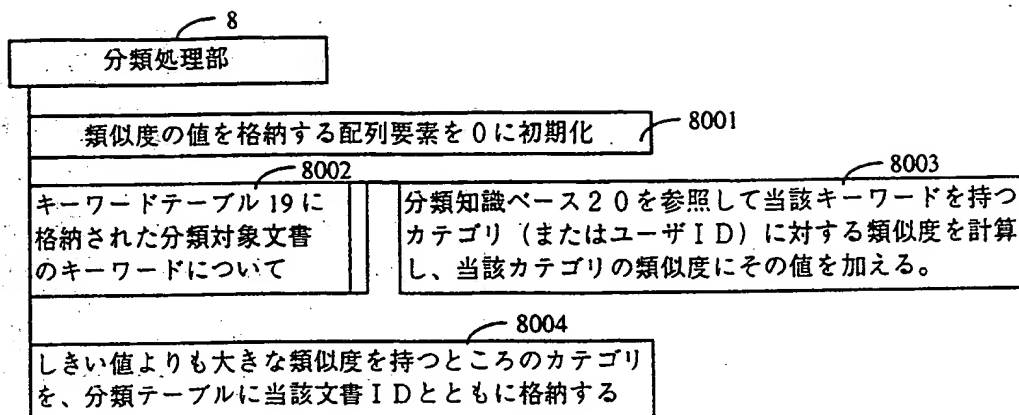 8
分類処理部
類似度の値を格納する配列要素を0に初期化
8001
8002
キーワードテーブル19に
格納された分類対象文書
のキーワードについて
8003
分類知識ベース20を参照して当該キーワードを持つ
カテゴリ（またはユーザID）に対する類似度を計算
し、当該カテゴリの類似度にその値を加える。
8004
しきい値よりも大きな類似度を持つところのカテゴリ
を、分類テーブルに当該文書IDとともに格納する